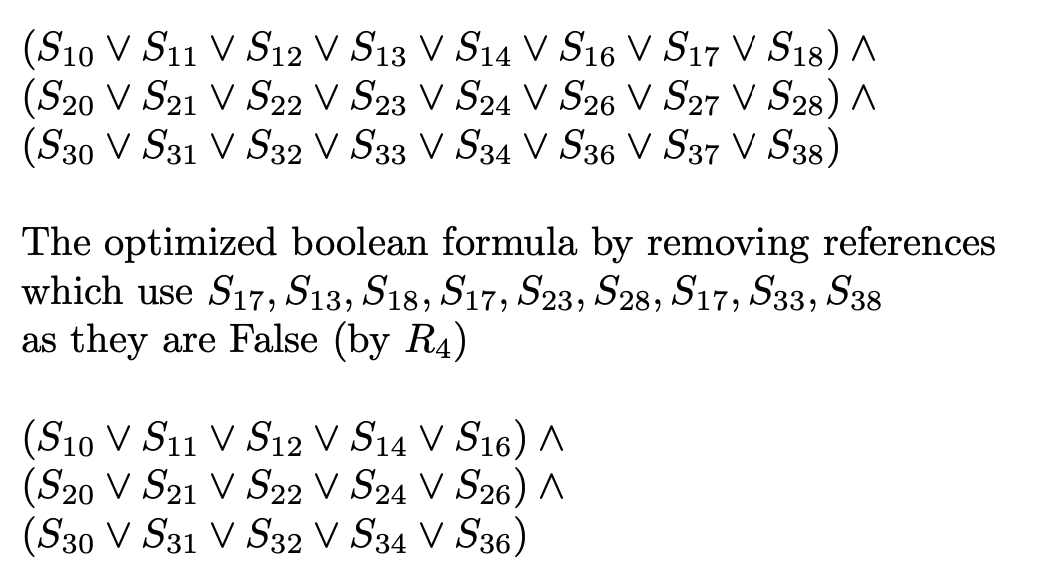 (S₁₀ ∨ S₁₁ ∨ S₁₂ ∨ S₁₃ ∨ S₁₄ ∨ S₁₆ ∨ S₁₇ ∨ S₁₈) ∧
(S₂₀ ∨ S₂₁ ∨ S₂₂ ∨ S₂₃ ∨ S₂₄ ∨ S₂₆ ∨ S₂₇ ∨ S₂₈) ∧
(S₃₀ ∨ S₃₁ ∨ S₃₂ ∨ S₃₃ ∨ S₃₄ ∨ S₃₆ ∨ S₃₇ ∨ S₃₈)
The optimized boolean formula by removing references
which use S₁₇, S₁₃, S₁₈, S₁₇, S₂₃, S₂₈, S₁₇, S₃₃, S₃₈
as they are False (by R₄)
(S₁₀ ∨ S₁₁ ∨ S₁₂ ∨ S₁₄ ∨ S₁₆) ∧
(S₂₀ ∨ S₂₁ ∨ S₂₂ ∨ S₂₄ ∨ S₂₆) ∧
(S₃₀ ∨ S₃₁ ∨ S₃₂ ∨ S₃₄ ∨ S₃₆)